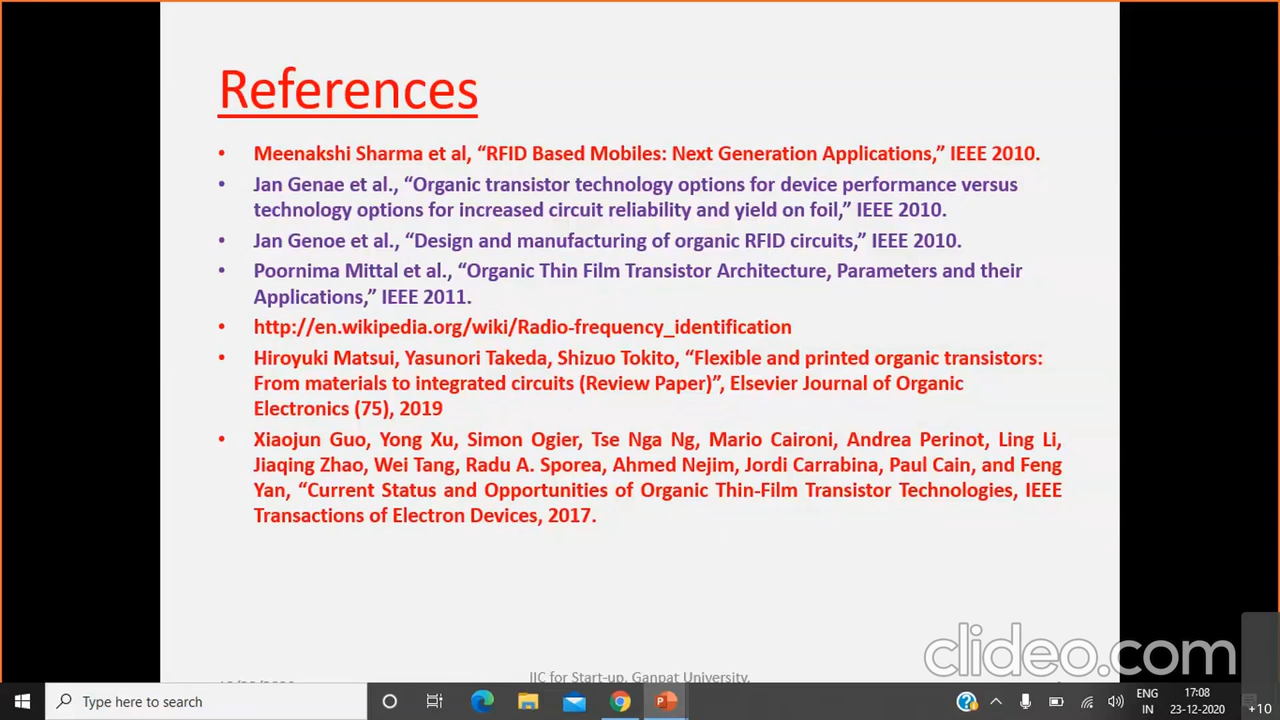 References
• Meenakshi Sharma et al, “RFID Based Mobiles: Next Generation Applications,” IEEE 2010.
• Jan Genae et al., “Organic transistor technology options for device performance versus
technology options for increased circuit reliability and yield on foil,” IEEE 2010.
• Jan Genoe et al., “Design and manufacturing of organic RFID circuits,” IEEE 2010.
• Poornima Mittal et al., “Organic Thin Film Transistor Architecture, Parameters and their
Applications,” IEEE 2011.
• http://en.wikipedia.org/wiki/Radio-frequency_identification
• Hiroyuki Matsui, Yasunori Takeda, Shizuo Tokito, “Flexible and printed organic transistors:
From materials to integrated circuits (Review Paper)”, Elsevier Journal of Organic
Electronics (75), 2019
• Xiaojun Guo, Yong Xu, Simon Ogier, Tse Nga Ng, Mario Caironi, Andrea Perinot, Ling Li,
Jiaqing Zhao, Wei Tang, Radu A. Sporea, Ahmed Nejim, Jordi Carrabina, Paul Cain, and Feng
Yan, “Current Status and Opportunities of Organic Thin-Film Transistor Technologies, IEEE
Transactions of Electron Devices, 2017.
clideo.com
IIC for Start-up, Ganpat University,
Type here to search
ENG
IN
17:08
23-12-2020
+10